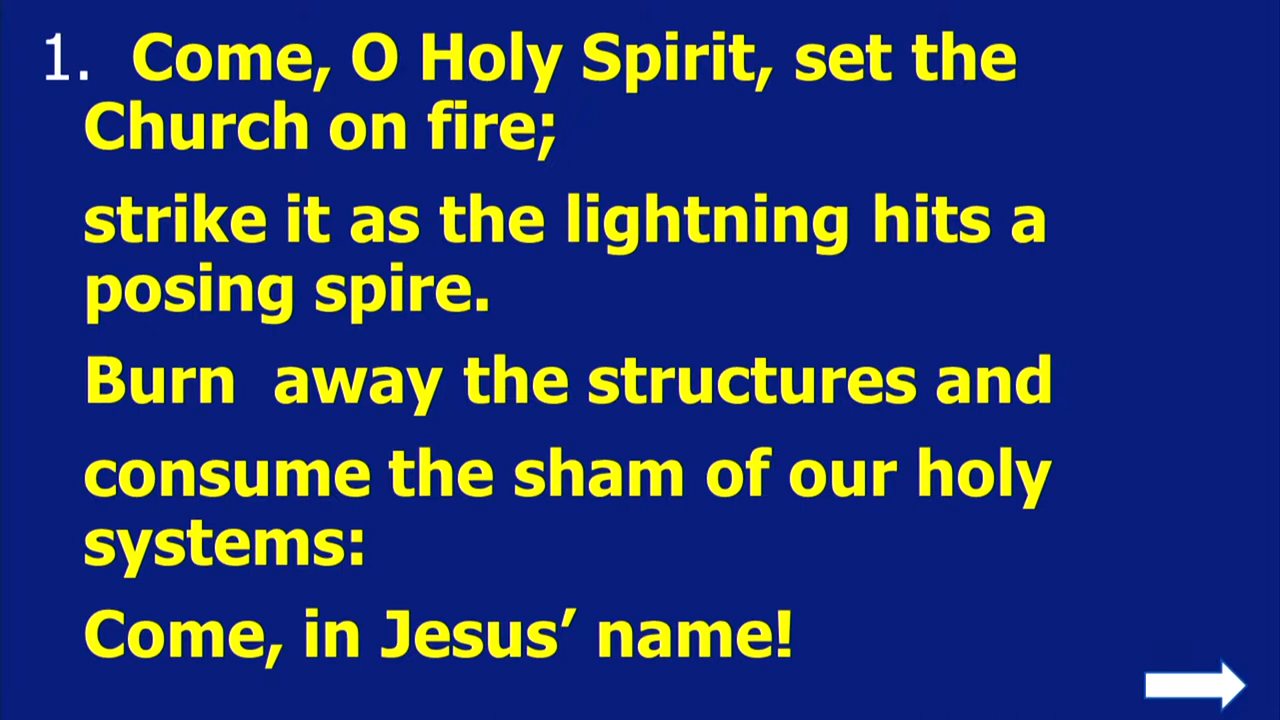 1. Come, O Holy Spirit, set the
Church on fire;
strike it as the lightning hits a
posing spire.
Burn  away the structures and
consume the sham of our holy
systems:
Come, in Jesus’ name!